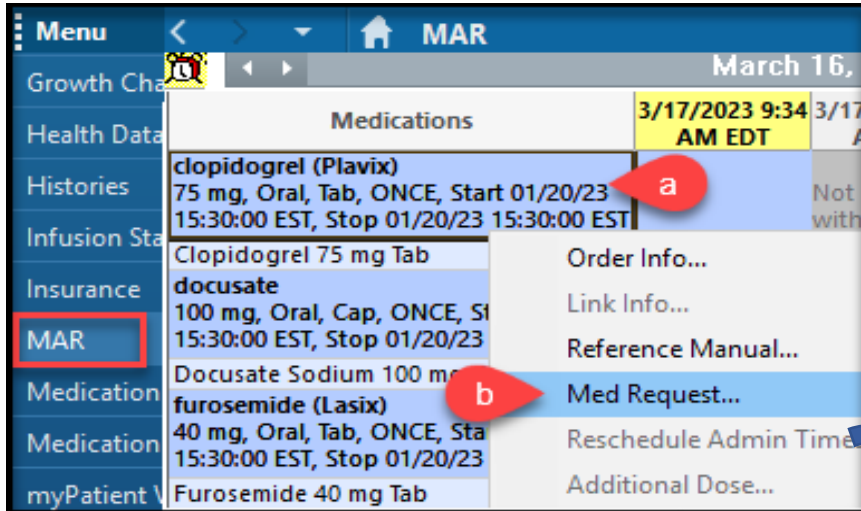 Menu
MAR
March 16,
Growth Cha
Medications
3/17/2023 9:34
AM EDT
3/17
A
Health Data
Histories
Infusion Sta
Insurance
MAR
Medication
Medication
myPatient V
clopidogrel (Plavix)
75 mg, Oral, Tab, ONCE, Start 01/20/23
15:30:00 EST, Stop 01/20/23 15:30:00 EST
a
Not
with
Clopidogrel 75 mg Tab
docusate
100 mg, Oral, Cap, ONCE, St
15:30:00 EST, Stop 01/20/23
Docusate Sodium 100 m
furosemide (Lasix)
40 mg, Oral, Tab, ONCE, Sta
15:30:00 EST, Stop 01/20/23
Furosemide 40 mg Tab
Order Info...
Link Info...
Reference Manual...
b
Med Request...
Reschedule Admin Time
Additional Dose...